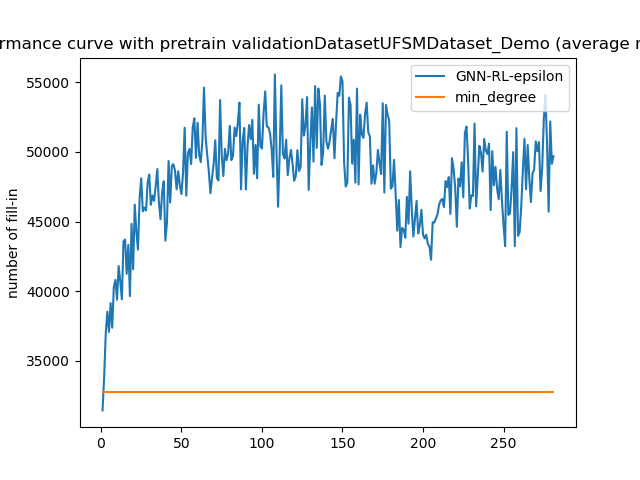 rmance curve with pretrain validationDatasetUFSMDataset_Demo (average
GNN-RL-epsilon
min_degree
number of fill-in
55000
50000
45000
40000
35000
0 50 100 150 200 250